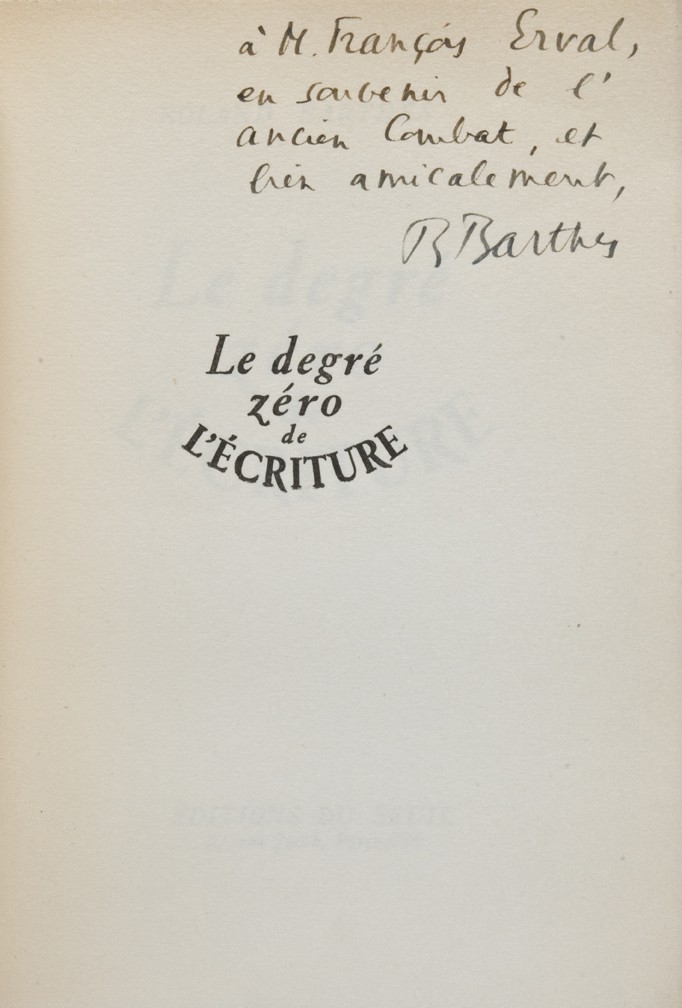 à M. François Erval,
en souvenir de l'
ancien Combat, et
bien amicalement,
R Barthes
Le degré
zéro
de
L'ÉCRITURE